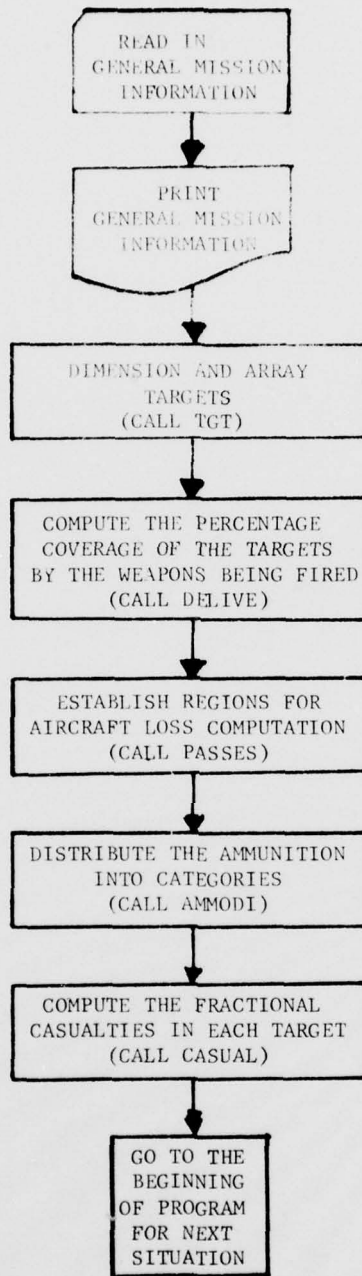 READ IN
GENERAL MISSION
INFORMATION
PRINT
GENERAL MISSION
INFORMATION
DIMENSION AND ARRAY
TARGETS
(CALL TGT)
COMPUTE THE PERCENTAGE
COVERAGE OF THE TARGETS
BY THE WEAPONS BEING FIRED
(CALL DELIVE)
ESTABLISH REGIONS FOR
AIRCRAFT LOSS COMPUTATION
(CALL PASSES)
DISTRIBUTE THE AMMUNITION
INTO CATEGORIES
(CALL AMMODI)
COMPUTE THE FRACTIONAL
CASUALTIES IN EACH TARGET
(CALL CASUAL)
GO TO THE
BEGINNING
OF PROGRAM
FOR NEXT
SITUATION